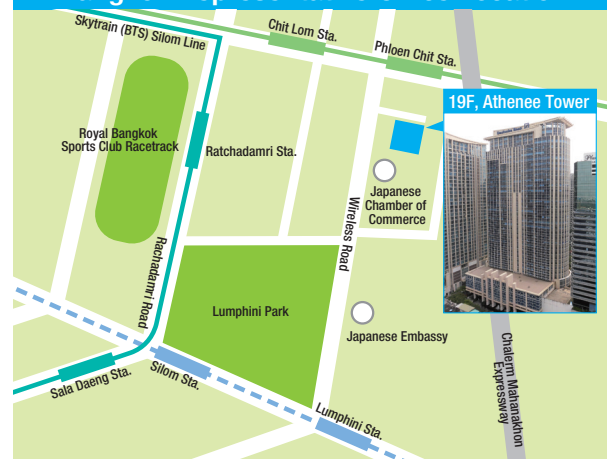 Skytrain (BTS) Silom Line
Chit Lom Sta.
Phloen Chit Sta.
19F, Athenee Tower
Royal Bangkok
Sports Club Racetrack
Ratchadamri Sta.
Japanese
Chamber of
Commerce
Wireless Road
Rachadamri Road
Lumphini Park
Japanese Embassy
Chalerm Mahanakhon
Expressway
Silom Sta.
Sala Daeng Sta.
Lumphini Sta.